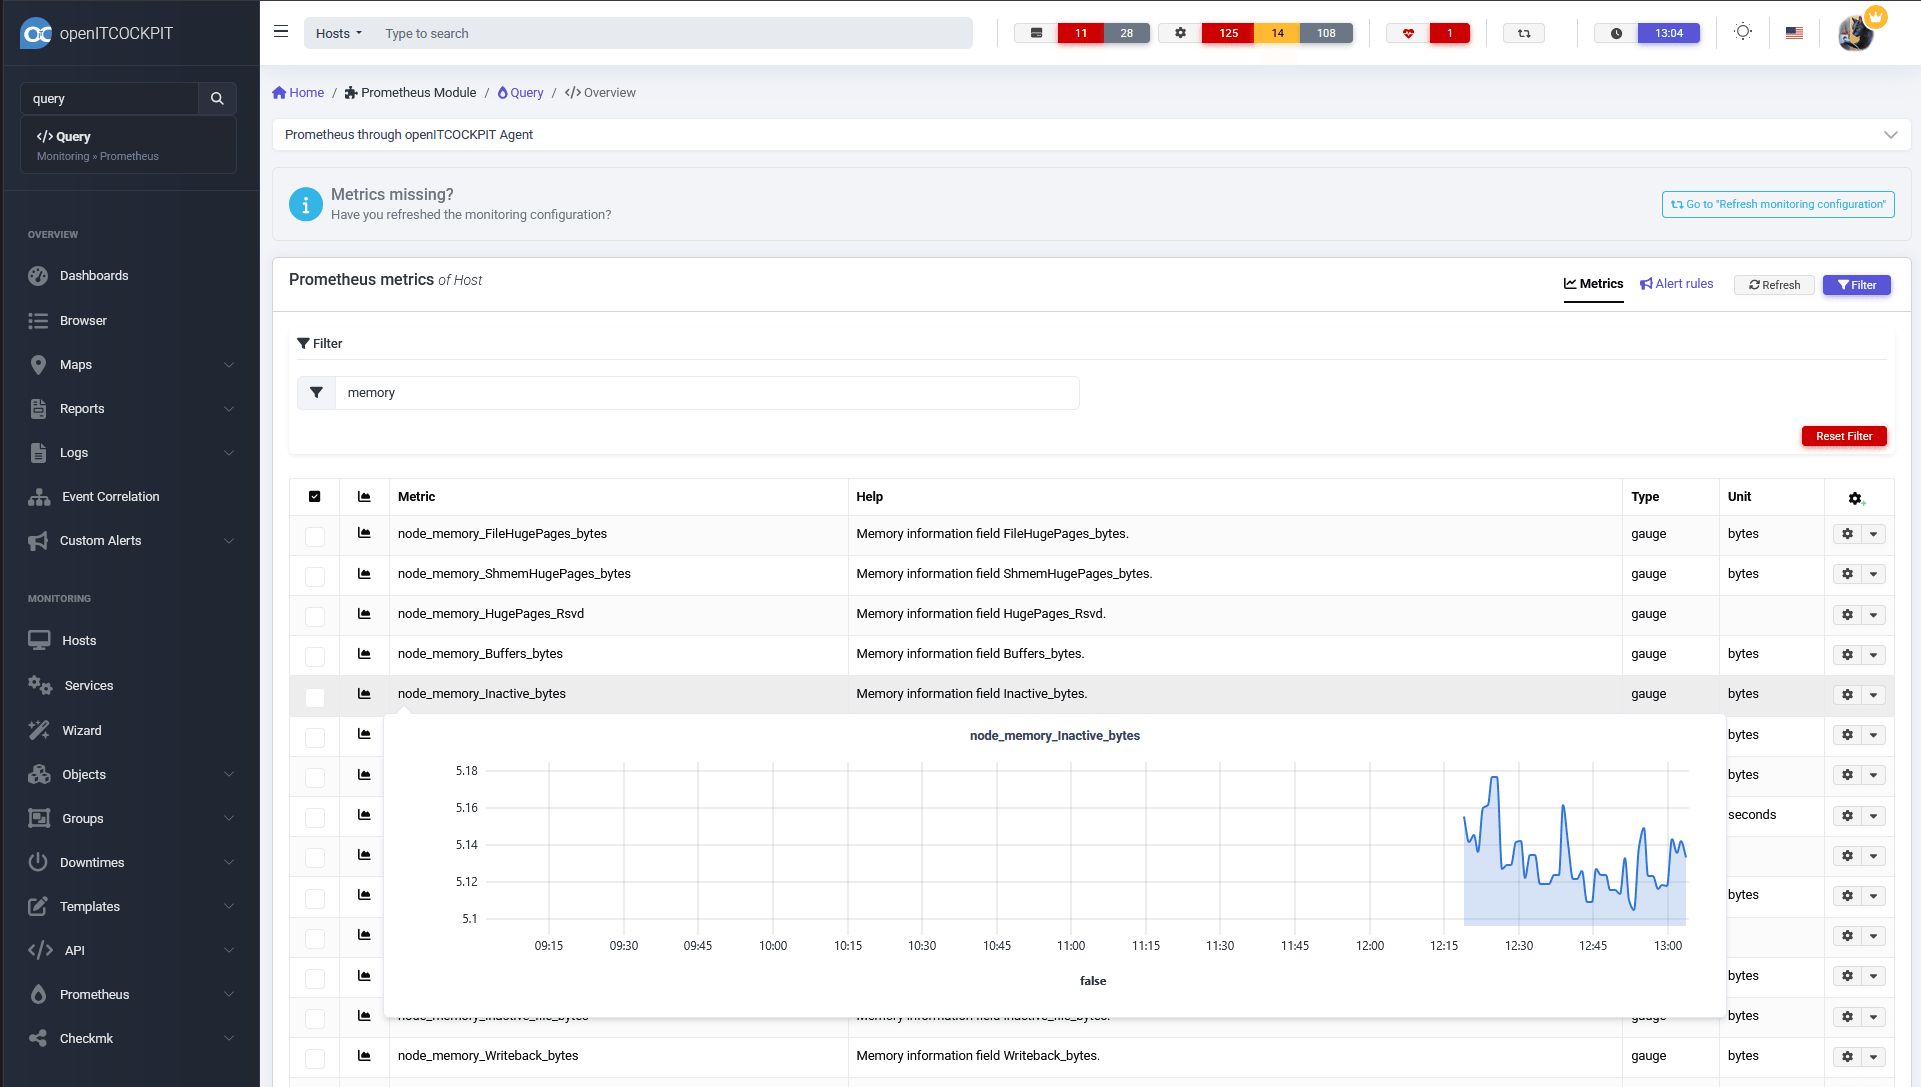 openITCOCKPIT
Hosts
Type to search
11
28
125
14
108
1
13:04
query
Query
Monitoring » Prometheus
OVERVIEW
Dashboards
Browser
Maps
Reports
Logs
Event Correlation
Custom Alerts
MONITORING
Hosts
Services
Wizard
Objects
Groups
Downtimes
Templates
API
Prometheus
Checkmk
Home / Prometheus Module / Query / </> Overview
Prometheus through openITCOCKPIT Agent
Metrics missing?
Have you refreshed the monitoring configuration?
Go to "Refresh monitoring configuration"
Prometheus metrics of Host
Metrics
Alert rules
Refresh
Filter
Filter
memory
Reset Filter
Metric Help Type Unit
node_memory_FileHugePages_bytes Memory information field FileHugePages_bytes. gauge bytes
node_memory_ShmemHugePages_bytes Memory information field ShmemHugePages_bytes. gauge bytes
node_memory_HugePages_Rsvd Memory information field HugePages_Rsvd. gauge
node_memory_Buffers_bytes Memory information field Buffers_bytes. gauge bytes
node_memory_Inactive_bytes Memory information field Inactive_bytes. gauge bytes
bytes
bytes
seconds
bytes
bytes
node_memory_Inactive_bytes
5.18
5.16
5.14
5.12
5.1
09:15 09:30 09:45 10:00 10:15 10:30 10:45 11:00 11:15 11:30 11:45 12:00 12:15 12:30 12:45 13:00
false
node_memory_Inactive_file_bytes Memory information field Inactive_file_bytes. gauge bytes
node_memory_Writeback_bytes Memory information field Writeback_bytes. gauge bytes